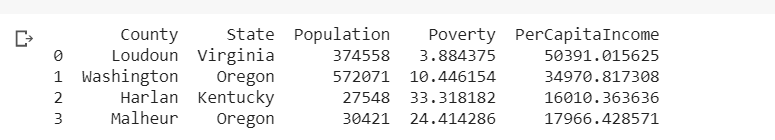 County State Population Poverty PerCapitaIncome
0 Loudoun Virginia 374558 3.884375 50391.015625
1 Washington Oregon 572071 10.446154 34970.817308
2 Harlan Kentucky 27548 33.318182 16010.363636
3 Malheur Oregon 30421 24.414286 17966.428571